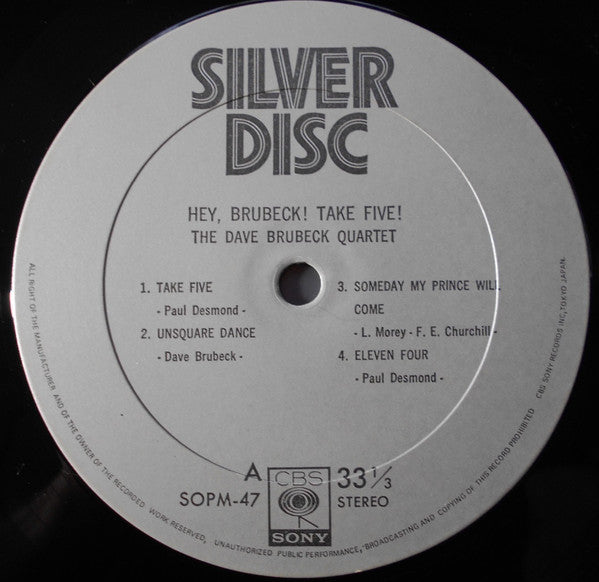 SILVER
DISC
HEY, BRUBECK! TAKE FIVE!
THE DAVE BRUBECK QUARTET
1. TAKE FIVE
- Paul Desmond -
2. UNSQUARE DANCE
- Dave Brubeck -
3. SOMEDAY MY PRINCE WILL
COME
- L. Morey - F. E. Churchill -
4. ELEVEN FOUR
- Paul Desmond -
A
SOPM-47
CBS
SONY
33 1/3
STEREO
ALL RIGHT OF THE MANUFACTURER AND OF THE OWNER OF THE RECORDED WORK RESERVED, UNAUTHORIZED PUBLIC PERFORMANCE, BROADCASTING AND COPYING OF THIS RECORD PROHIBITED CBS SONY RECORDS INC, TOKYO JAPAN.